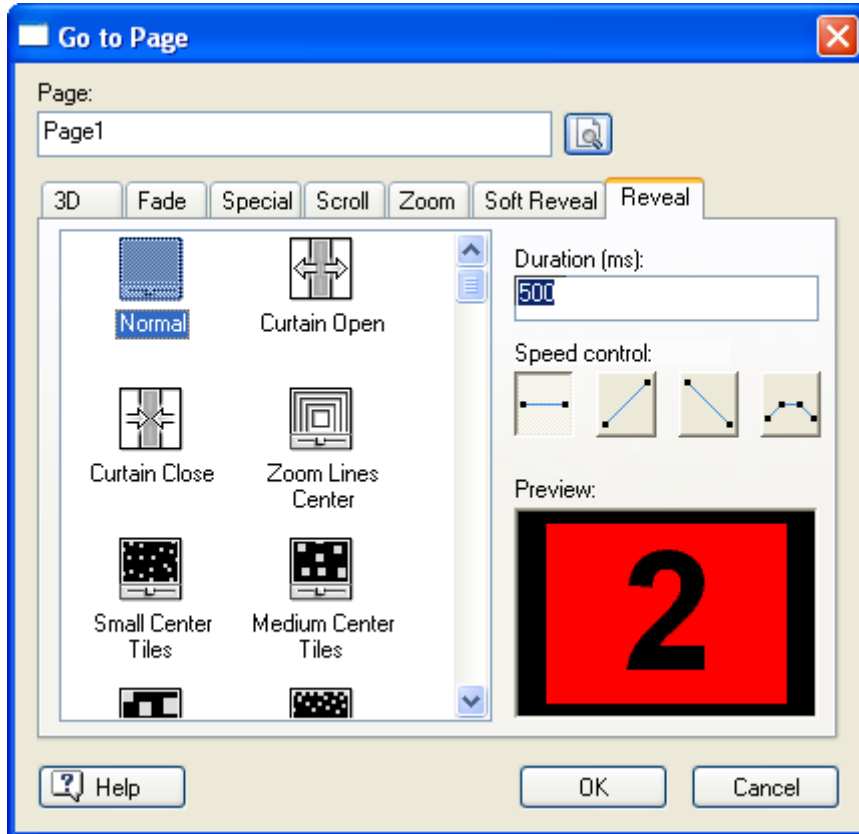 Go to Page
Page:
Page1
3D Fade Special Scroll Zoom Soft Reveal Reveal
Normal
Curtain Open
Curtain Close
Zoom Lines
Center
Small Center
Tiles
Medium Center
Tiles
Duration (ms):
500
Speed control:
Preview:
2
Help
OK
Cancel